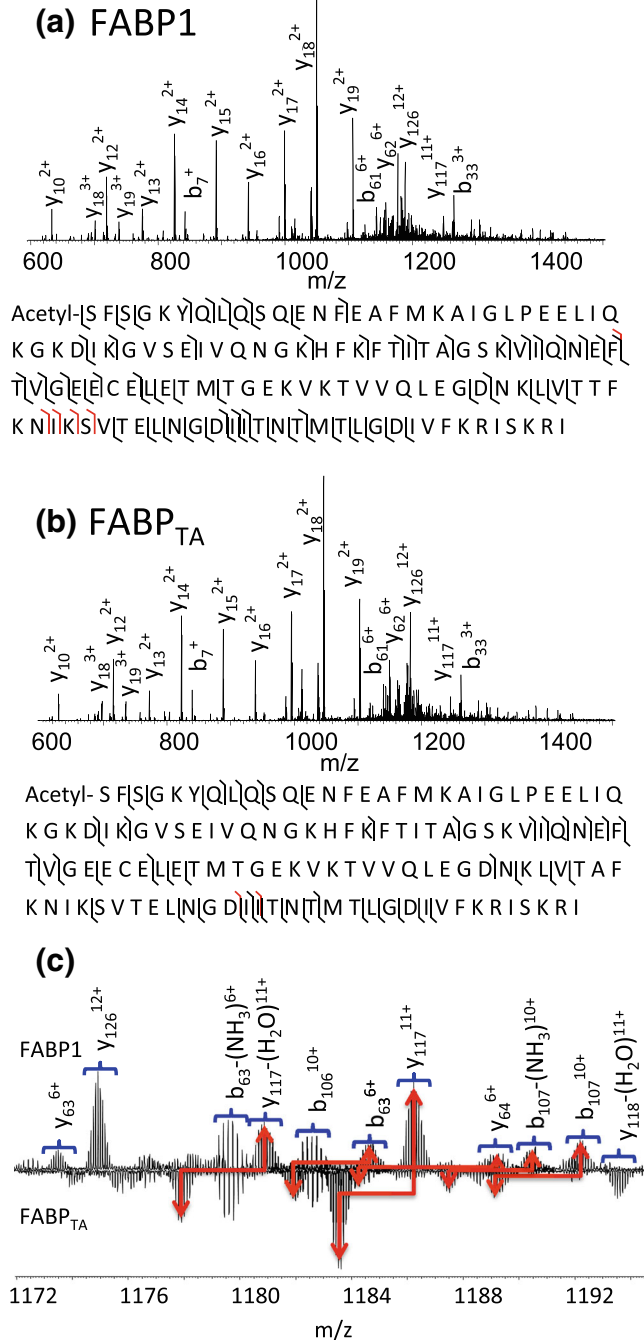 (a) FABP1
y10 2+
y18 3+
y12 2+
y19 3+
y13 2+
y14 2+
b7 +
y15 2+
y16 2+
y17 2+
y18 2+
y19 2+
b61 6+
y62 6+
y126 12+
y117 11+
b33 3+
600 800 1000 1200 1400
m/z
Acetyl-S F S G K Y Q L Q S Q E N F E A F M K A I G L P E E L I Q
K G K D I K G V S E I V Q N G K H F K F T I T A G S K V I Q N E F
T V G E E C E L E T M T G E K V K T V V Q L E G D N K L V T T F
K N I K S V T E L N G D I I T N T M T L G D I V F K R I S K R I
(b) FABPTA
y10 2+
y18 3+
y12 2+
y19 3+
y13 2+
y14 2+
b7 +
y15 2+
y16 2+
y17 2+
y18 2+
y19 2+
b61 6+
y62 6+
y126 12+
y117 11+
b33 3+
600 800 1000 1200 1400
m/z
Acetyl- S F S G K Y Q L Q S Q E N F E A F M K A I G L P E E L I Q
K G K D I K G V S E I V Q N G K H F K F T I T A G S K V I Q N E F
T V G E E C E L E T M T G E K V K T V V Q L E G D N K L V T A F
K N I K S V T E L N G D I I T N T M T L G D I V F K R I S K R I
(c)
FABP1
y63 6+
y126 12+
b63-(NH3) 6+
y117-(H2O) 11+
b106 10+
b63 6+
y117 11+
y64 6+
b107-(NH3) 10+
b107 10+
y118-(H2O) 11+
FABPTA
1172 1176 1180 1184 1188 1192
m/z